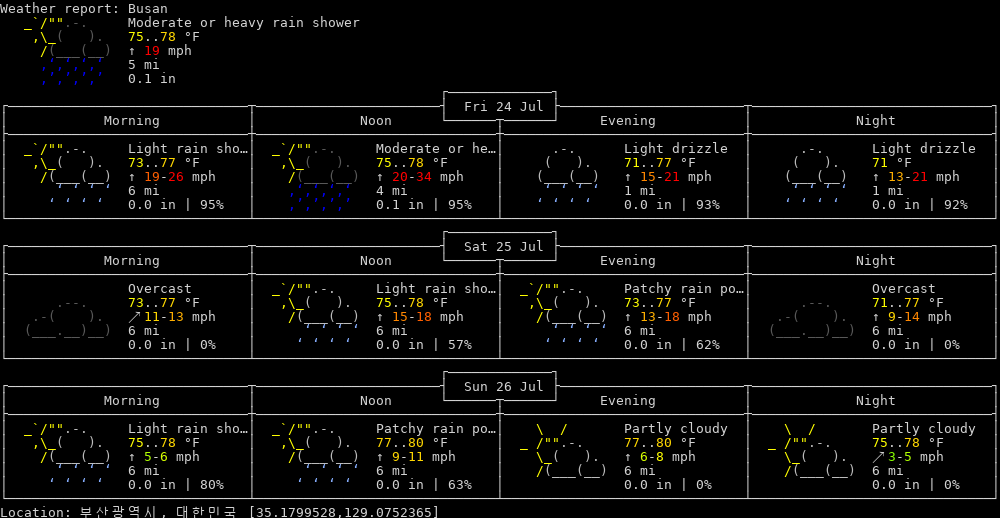 Weather report: Busan
Moderate or heavy rain shower
75..78 °F
↑ 19 mph
5 mi
0.1 in
Fri 24 Jul
Morning Noon Evening Night
Light rain sho… Moderate or he… Light drizzle Light drizzle
73..77 °F 75..78 °F 71..77 °F 71 °F
↑ 19-26 mph ↑ 20-34 mph ↑ 15-21 mph ↑ 13-21 mph
6 mi 4 mi 1 mi 1 mi
0.0 in | 95% 0.1 in | 95% 0.0 in | 93% 0.0 in | 92%
Sat 25 Jul
Morning Noon Evening Night
Overcast Light rain sho… Patchy rain po… Overcast
73..77 °F 75..78 °F 73..77 °F 71..77 °F
↗ 11-13 mph ↑ 15-18 mph ↑ 13-18 mph ↑ 9-14 mph
6 mi 6 mi 6 mi 6 mi
0.0 in | 0% 0.0 in | 57% 0.0 in | 62% 0.0 in | 0%
Sun 26 Jul
Morning Noon Evening Night
Light rain sho… Patchy rain po… Partly cloudy Partly cloudy
75..78 °F 77..80 °F 77..80 °F 75..78 °F
↑ 5-6 mph ↑ 9-11 mph ↑ 6-8 mph ↗ 3-5 mph
6 mi 6 mi 6 mi 6 mi
0.0 in | 80% 0.0 in | 63% 0.0 in | 0% 0.0 in | 0%
Location: 부산광역시, 대한민국 [35.1799528,129.0752365]